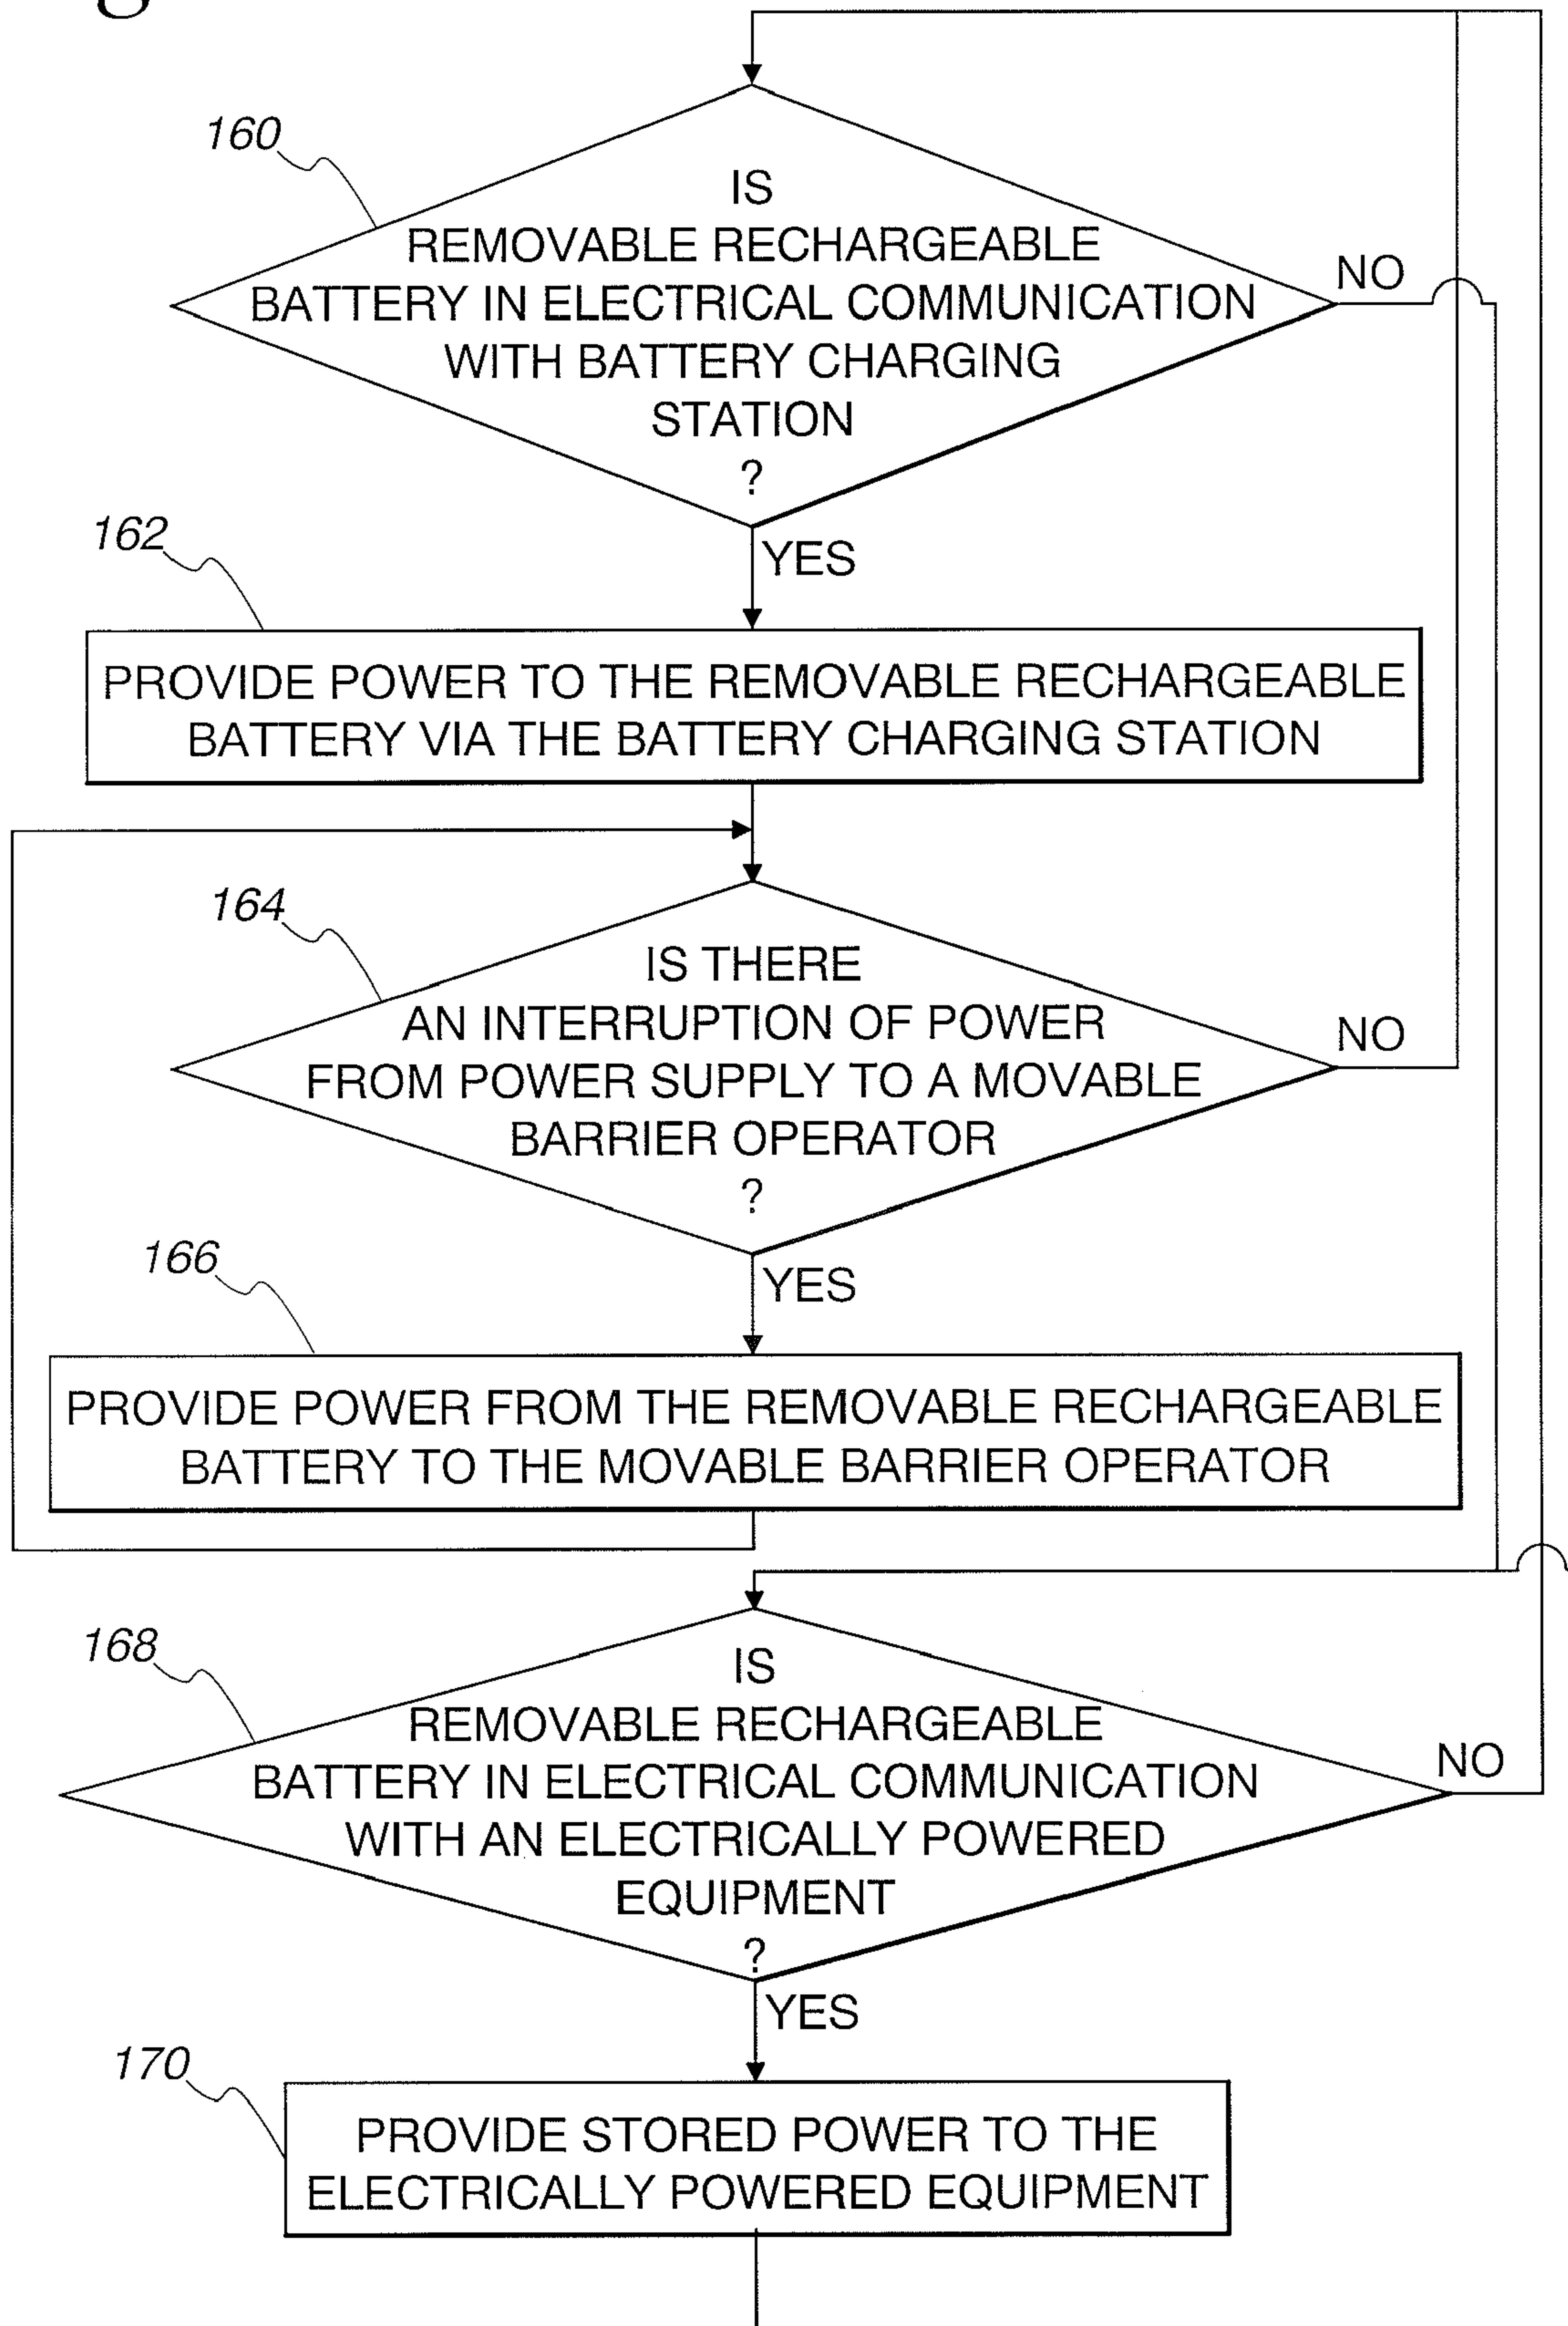 160
IS
REMOVABLE RECHARGEABLE
BATTERY IN ELECTRICAL COMMUNICATION
WITH BATTERY CHARGING
STATION
?
NO
YES
162
PROVIDE POWER TO THE REMOVABLE RECHARGEABLE
BATTERY VIA THE BATTERY CHARGING STATION
164
IS THERE
AN INTERRUPTION OF POWER
FROM POWER SUPPLY TO A MOVABLE
BARRIER OPERATOR
?
NO
YES
166
PROVIDE POWER FROM THE REMOVABLE RECHARGEABLE
BATTERY TO THE MOVABLE BARRIER OPERATOR
168
IS
REMOVABLE RECHARGEABLE
BATTERY IN ELECTRICAL COMMUNICATION
WITH AN ELECTRICALLY POWERED
EQUIPMENT
?
NO
YES
170
PROVIDE STORED POWER TO THE
ELECTRICALLY POWERED EQUIPMENT